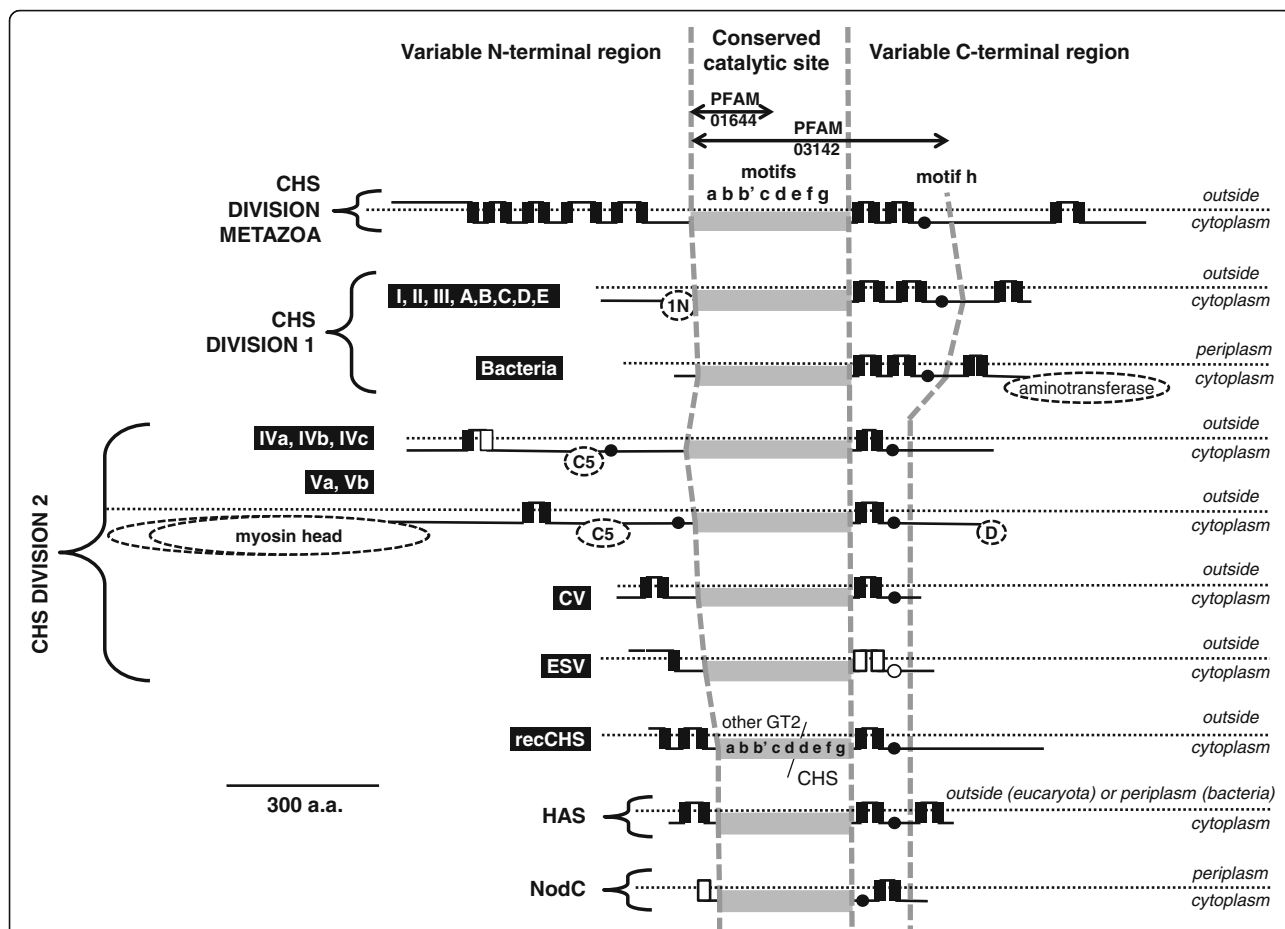 Variable N-terminal region
Conserved
catalytic site
Variable C-terminal region
PFAM
01644
PFAM
03142
motifs
a b b' c d e f g
motif h
CHS
DIVISION
METAZOA
outside
cytoplasm
CHS
DIVISION 1
I, II, III, A,B,C,D,E
1N
outside
cytoplasm
Bacteria
periplasm
cytoplasm
aminotransferase
CHS DIVISION 2
IVa, IVb, IVc
C5
outside
cytoplasm
Va, Vb
myosin head
C5
D
outside
cytoplasm
CV
outside
cytoplasm
ESV
outside
cytoplasm
recCHS
other GT2
a b b' c d d e f g
CHS
outside
cytoplasm
300 a.a.
HAS
outside (eucaryota) or periplasm (bacteria)
cytoplasm
NodC
periplasm
cytoplasm